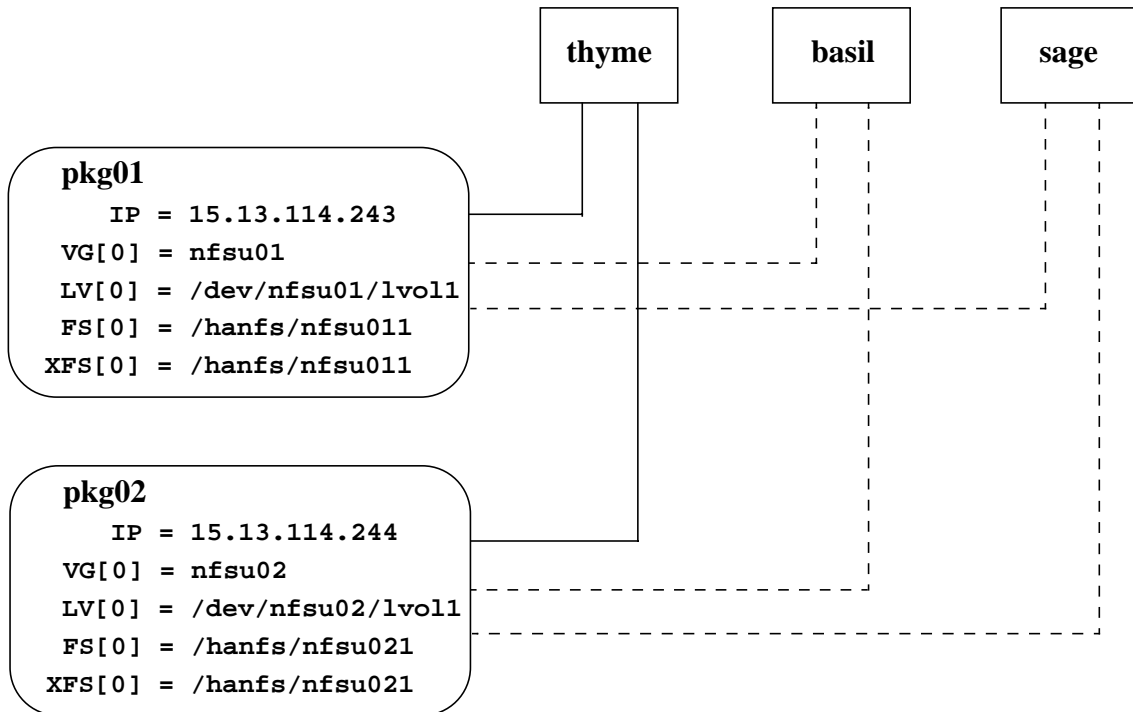 thyme
basil
sage
pkg01
IP = 15.13.114.243
VG[0] = nfsu01
LV[0] = /dev/nfsu01/lvol1
FS[0] = /hanfs/nfsu011
XFS[0] = /hanfs/nfsu011
pkg02
IP = 15.13.114.244
VG[0] = nfsu02
LV[0] = /dev/nfsu02/lvol1
FS[0] = /hanfs/nfsu021
XFS[0] = /hanfs/nfsu021